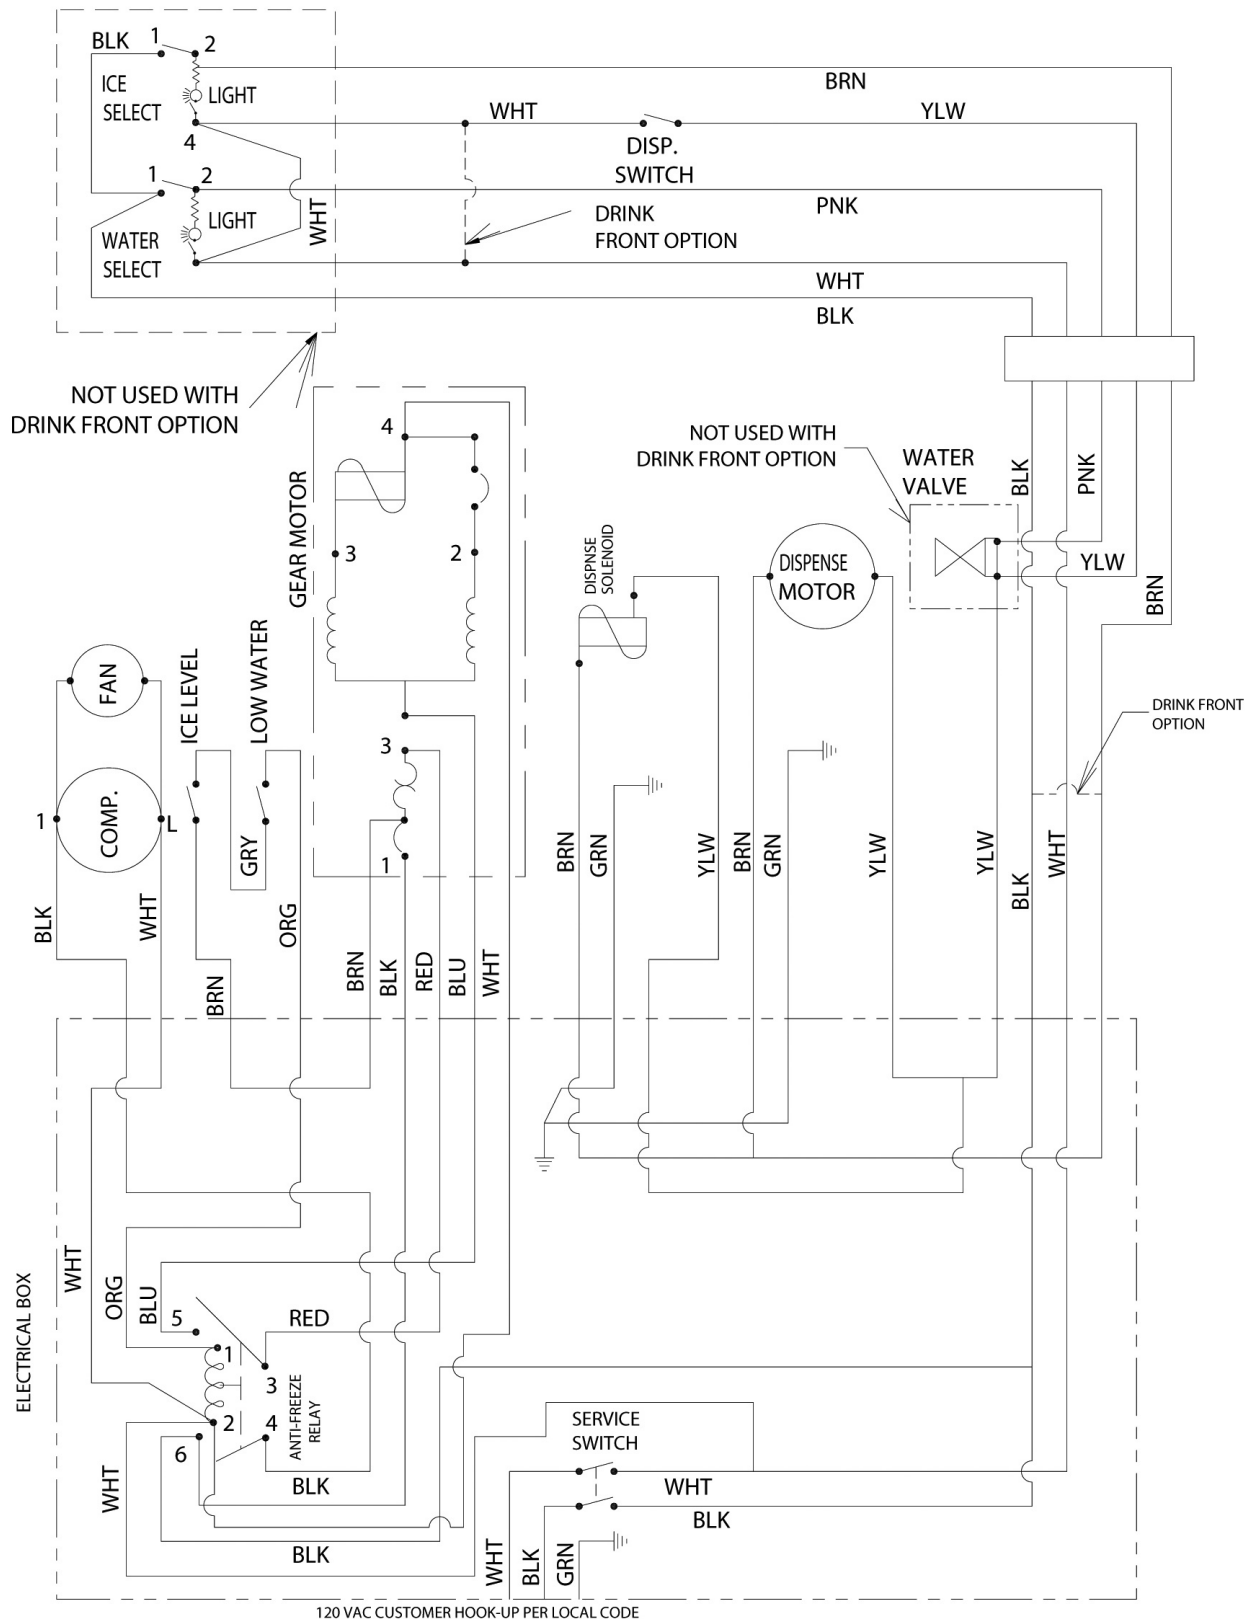 BLK 1 2
ICE
SELECT
LIGHT
4
BRN
WHT
YLW
DISP.
SWITCH
1 2
LIGHT
WATER
SELECT
WHT
PNK
DRINK
FRONT OPTION
WHT
BLK
NOT USED WITH
DRINK FRONT OPTION
4
GEAR MOTOR
3
2
3
1
NOT USED WITH
DRINK FRONT OPTION
WATER
VALVE
BLK
PNK
YLW
BRN
DISPNSE
SOLENOID
DISPENSE
MOTOR
FAN
ICE LEVEL
LOW WATER
DRINK FRONT
OPTION
1
COMP.
L
GRY
BLK
WHT
BRN
ORG
BRN
BLK
RED
BLU
WHT
BRN
GRN
YLW
BRN
GRN
YLW
YLW
BLK
WHT
ELECTRICAL BOX
WHT
ORG
BLU
5
1
RED
3
2
4
6
ANTI-FREEZE
RELAY
BLK
WHT
BLK
SERVICE
SWITCH
WHT
BLK
WHT
BLK
GRN
120 VAC CUSTOMER HOOK-UP PER LOCAL CODE